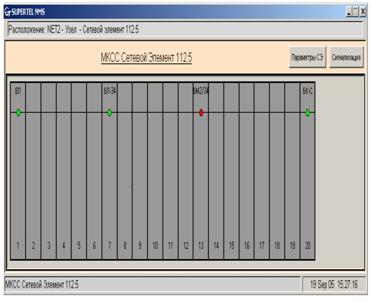 SUPERTEL NMS
Расположение: NET2 - Узел - Сетевой элемент 112.5
МКСС Сетевой Элемент 112.5
Параметры СЭ
Сигнализация
БП БЛ-34 БМ2/34 БК-С
1 2 3 4 5 6 7 8 9 10 11 12 13 14 15 16 17 18 19 20
МКСС Сетевой Элемент 112.5
19 Sep 05 15:27:16